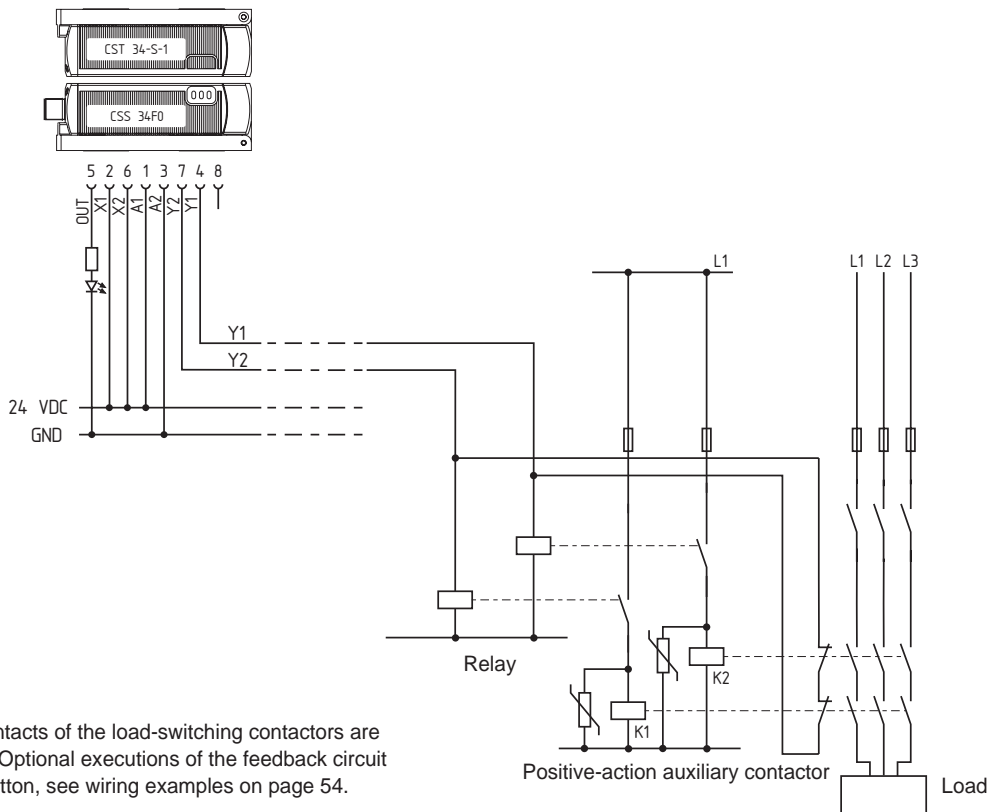 CST 34-S-1
CSS 34F0
5 2 6 1 3 7 4 8
OUT X1 X2 A1 A2 Y2 Y1
L1
L1 L2 L3
Y1
Y2
24 VDC
GND
Relay
K2
K1
ntacts of the load-switching contactors are
Optional executions of the feedback circuit
tton, see wiring examples on page 54.
Positive-action auxiliary contactor
Load